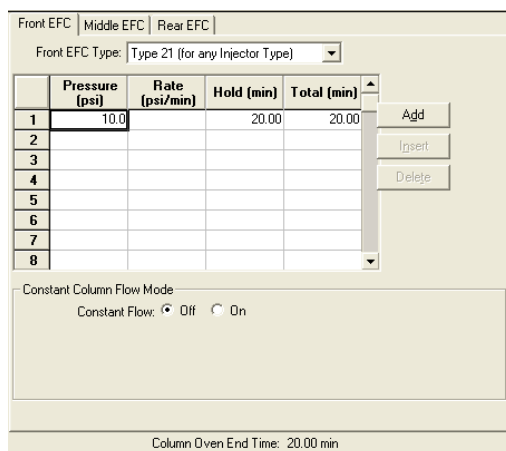 Front EFC Middle EFC Rear EFC
Front EFC Type: Type 21 (for any Injector Type)
Pressure (psi) Rate (psi/min) Hold (min) Total (min)
1 10.0 20.00 20.00
2
3
4
5
6
7
8
Add
Insert
Delete
Constant Column Flow Mode
Constant Flow: Off On
Column Oven End Time: 20.00 min